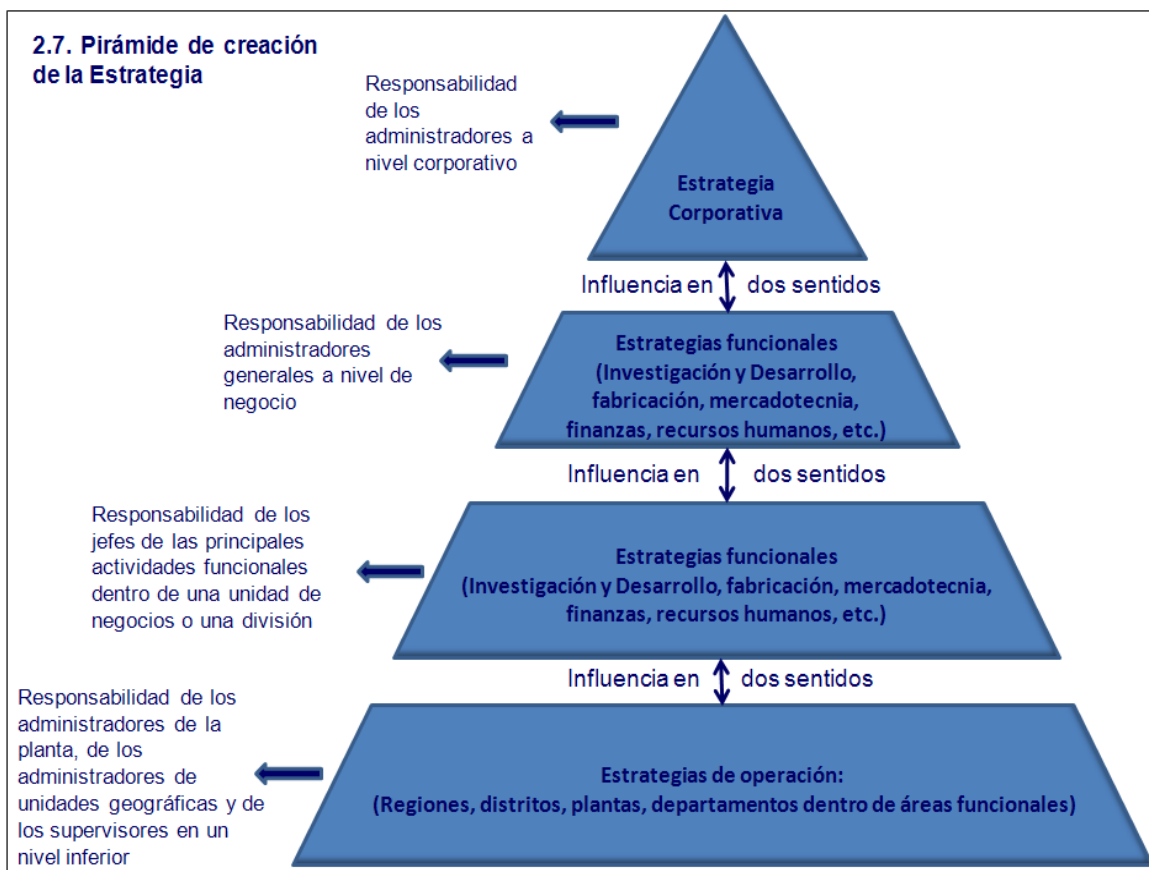 2.7. Pirámide de creación
de la Estrategia
Responsabilidad
de los
administradores a
nivel corporativo
Estrategia
Corporativa
Influencia en dos sentidos
Responsabilidad de los
administradores
generales a nivel de
negocio
Estrategias funcionales
(Investigación y Desarrollo,
fabricación, mercadotecnia,
finanzas, recursos humanos, etc.)
Influencia en dos sentidos
Responsabilidad de los
jefes de las principales
actividades funcionales
dentro de una unidad de
negocios o una división
Estrategias funcionales
(Investigación y Desarrollo, fabricación, mercadotecnia,
finanzas, recursos humanos, etc.)
Influencia en dos sentidos
Responsabilidad de los
administradores de la
planta, de los
administradores de
unidades geográficas y de
los supervisores en un
nivel inferior
Estrategias de operación:
(Regiones, distritos, plantas, departamentos dentro de áreas funcionales)